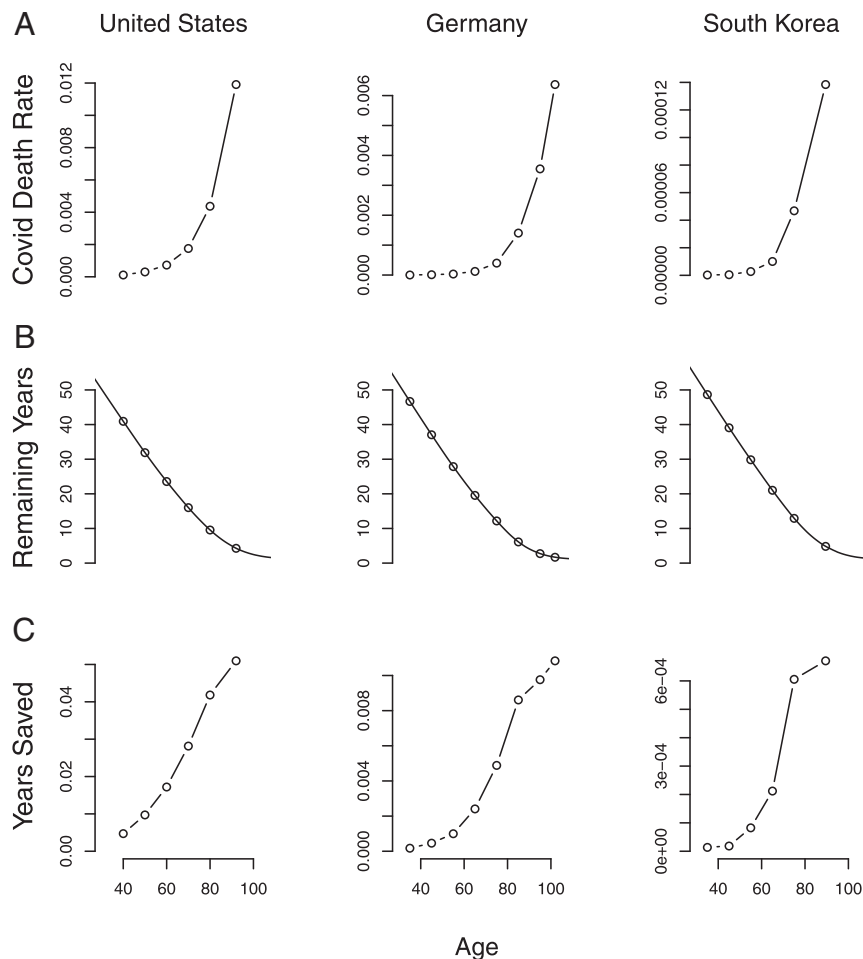 A United States Germany South Korea
Covid Death Rate
0.000 0.004 0.008 0.012
0.000 0.002 0.004 0.006
0.00000 0.00006 0.00012
B
Remaining Years
0 10 20 30 40 50
0 10 20 30 40 50
0 10 20 30 40 50
C
Years Saved
0.00 0.02 0.04
0.000 0.004 0.008
0e+00 3e−04 6e−04
40 60 80 100 40 60 80 100 40 60 80 100
Age